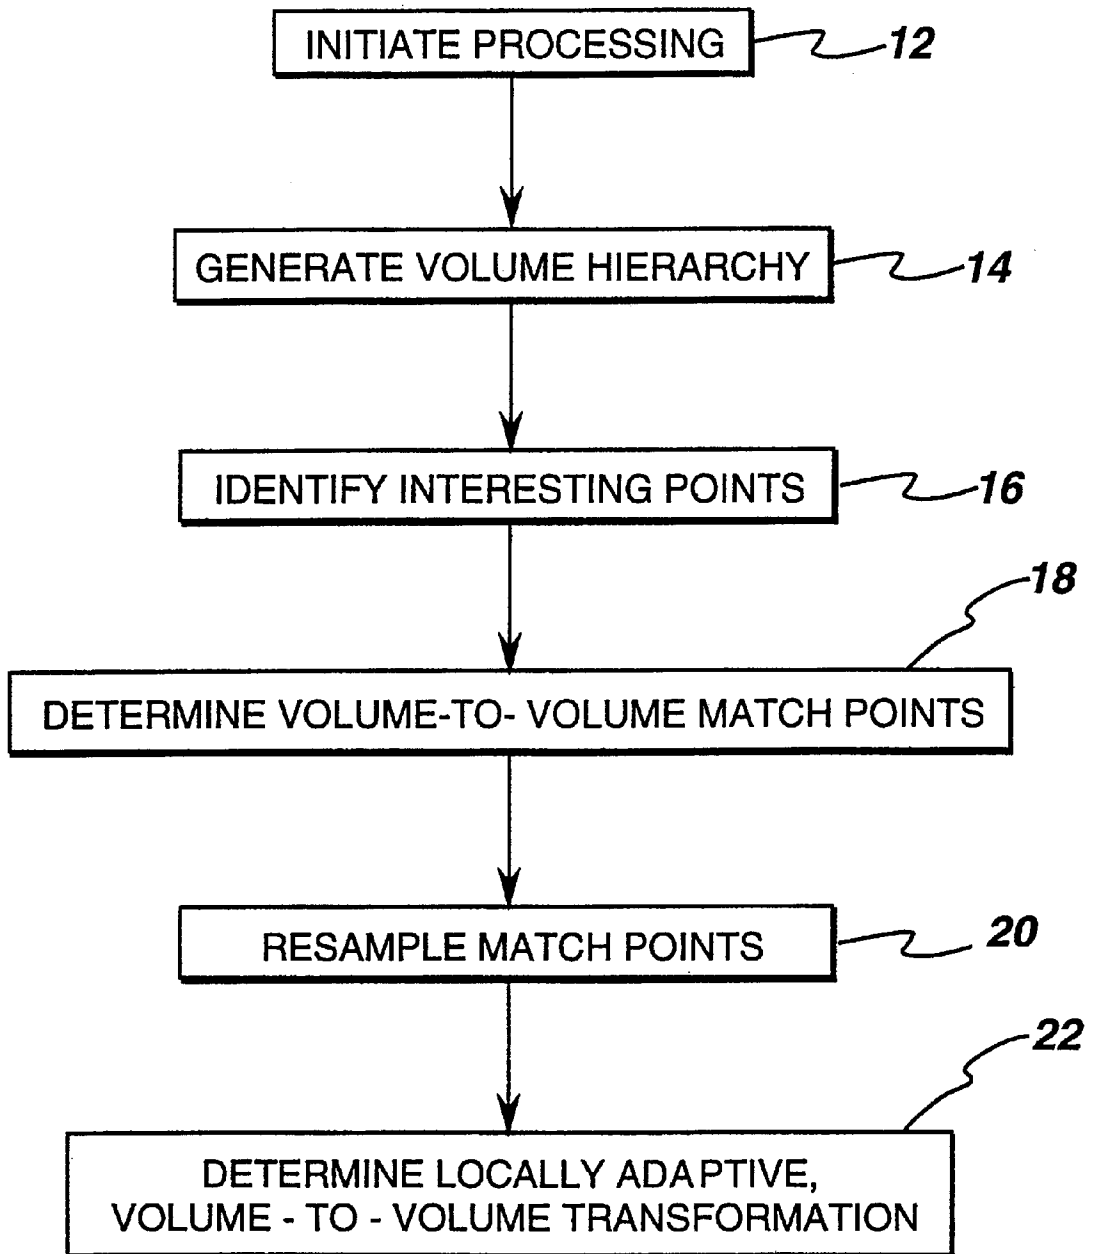 INITIATE PROCESSING 12
GENERATE VOLUME HIERARCHY 14
IDENTIFY INTERESTING POINTS 16
18
DETERMINE VOLUME-TO- VOLUME MATCH POINTS
RESAMPLE MATCH POINTS 20
22
DETERMINE LOCALLY ADAPTIVE,
VOLUME - TO - VOLUME TRANSFORMATION